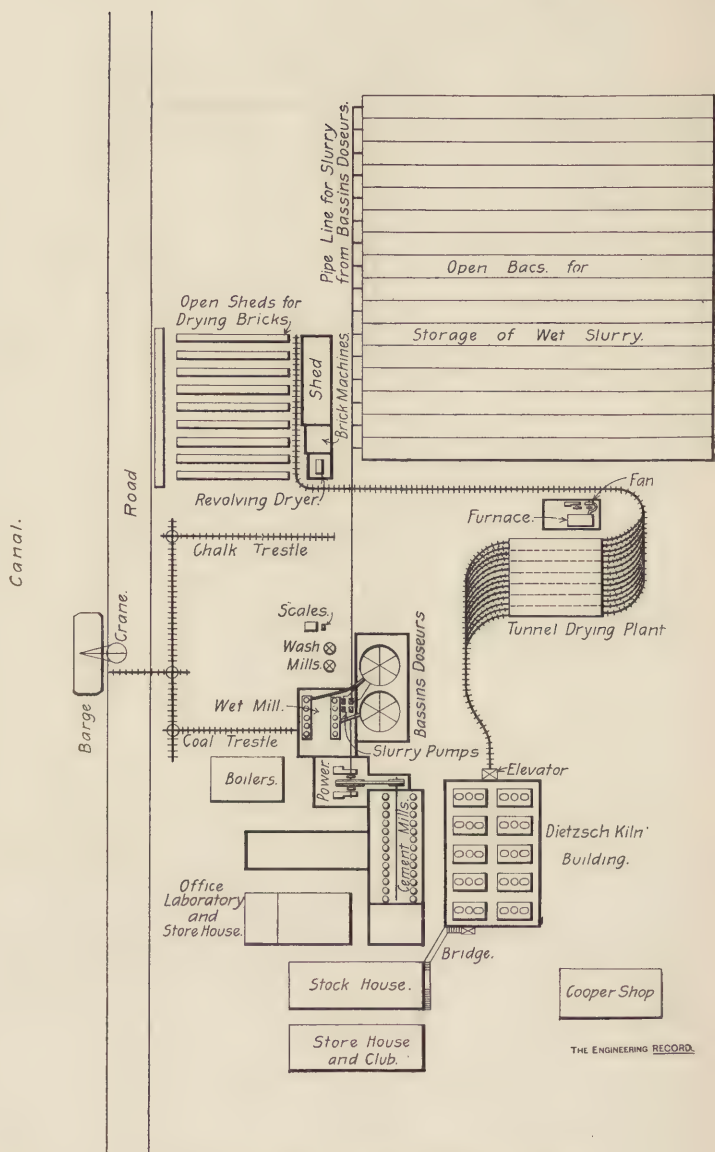 Pipe Line for Slurry
from Bassins Doseurs.
Open Bacs. for
Storage of Wet Slurry.
Open Sheds for
Drying Bricks
Shed
Brick Machines.
Revolving Dryer.
Canal.
Road
Fan
Furnace.
Tunnel Drying Plant
Chalk Trestle
Crane.
Barge
Scales.
Wash
Mills.
Bassins Doseurs
Wet Mill.
Slurry Pumps
Coal Trestle
Boilers.
Power.
Cement Mills.
Elevator
Dietzsch Kiln
Building.
Office
Laboratory
and
Store House.
Bridge.
Stock House.
Cooper Shop
Store House
and Club.
THE ENGINEERING RECORD.